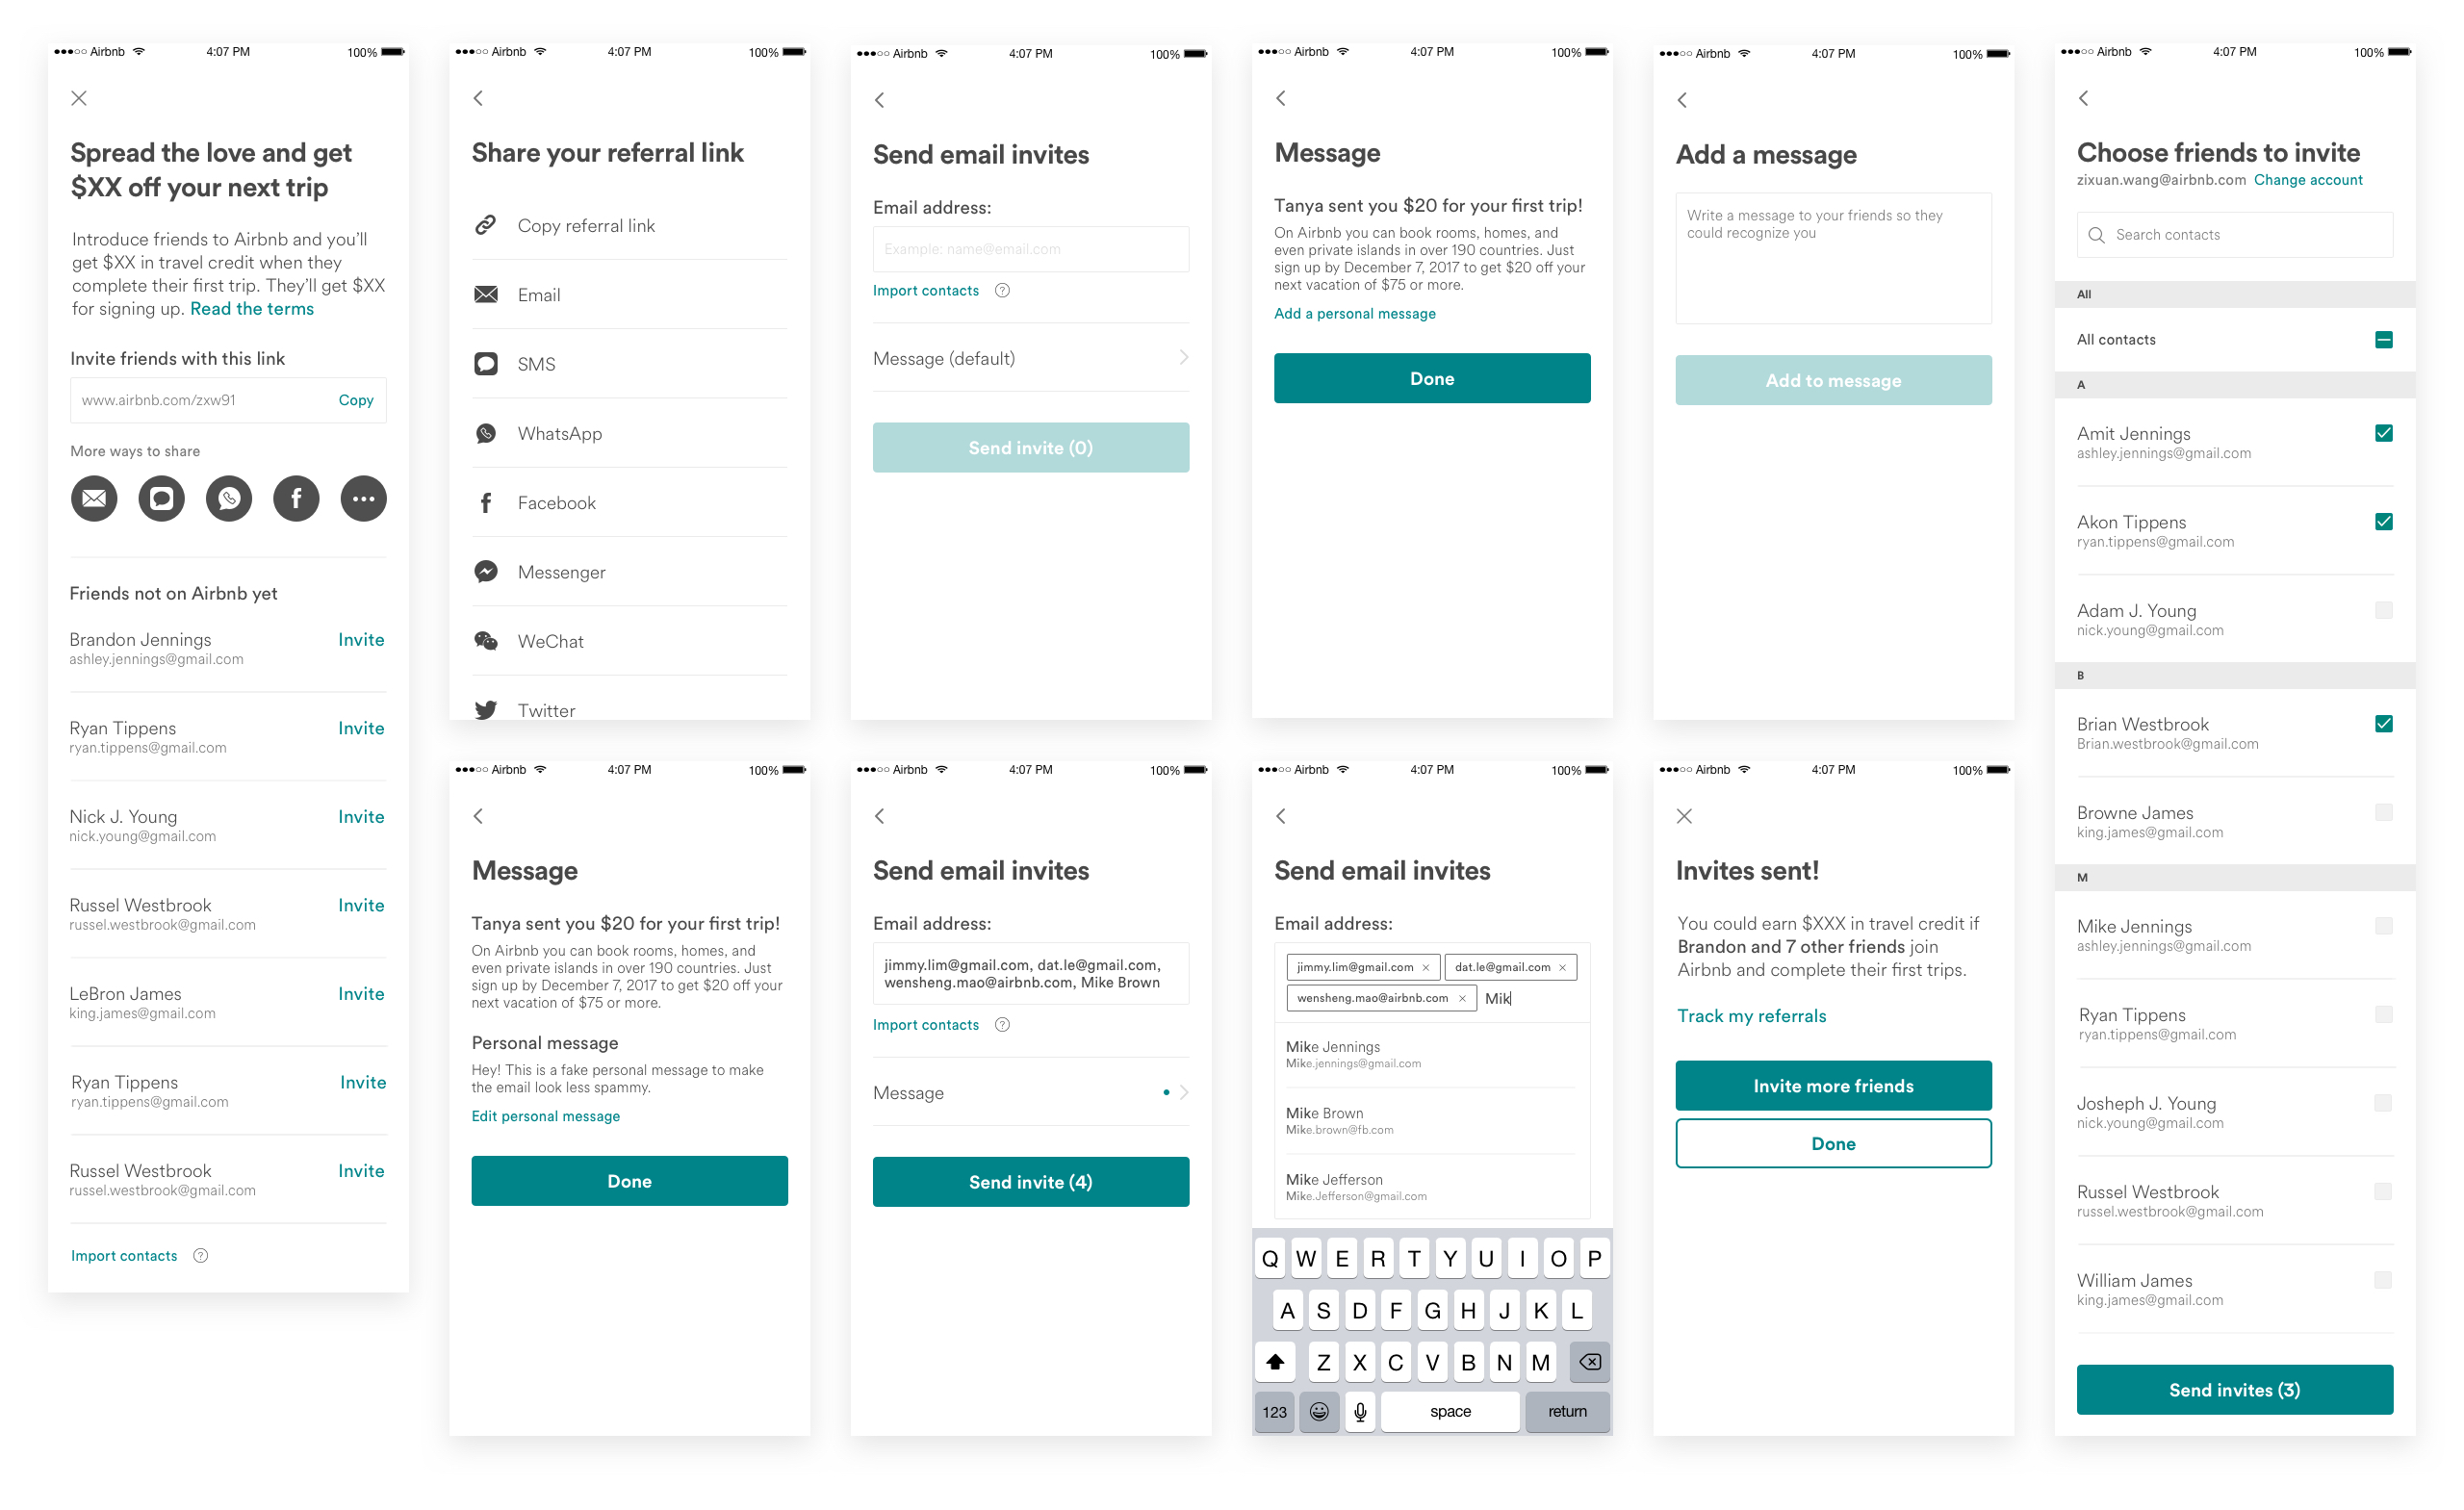 Airbnb 4:07 PM 100%
Spread the love and get
$XX off your next trip
Introduce friends to Airbnb and you’ll
get $XX in travel credit when they
complete their first trip. They’ll get $XX
for signing up. Read the terms
Invite friends with this link
www.airbnb.com/zxw91 Copy
More ways to share
Friends not on Airbnb yet
Brandon Jennings Invite
ashley.jennings@gmail.com
Ryan Tippens Invite
ryan.tippens@gmail.com
Nick J. Young Invite
nick.young@gmail.com
Russel Westbrook Invite
russel.westbrook@gmail.com
LeBron James Invite
king.james@gmail.com
Ryan Tippens Invite
ryan.tippens@gmail.com
Russel Westbrook Invite
russel.westbrook@gmail.com
Import contacts ?
Airbnb 4:07 PM 100%
Share your referral link
Copy referral link
Email
SMS
WhatsApp
Facebook
Messenger
WeChat
Twitter
Airbnb 4:07 PM 100%
Send email invites
Email address:
Example: name@email.com
Import contacts ?
Message (default)
Send invite (0)
Airbnb 4:07 PM 100%
Message
Tanya sent you $20 for your first trip!
On Airbnb you can book rooms, homes, and
even private islands in over 190 countries. Just
sign up by December 7, 2017 to get $20 off your
next vacation of $75 or more.
Add a personal message
Done
Airbnb 4:07 PM 100%
Add a message
Write a message to your friends so they
could recognize you
Add to message
Airbnb 4:07 PM 100%
Message
Tanya sent you $20 for your first trip!
On Airbnb you can book rooms, homes, and
even private islands in over 190 countries. Just
sign up by December 7, 2017 to get $20 off your
next vacation of $75 or more.
Personal message
Hey! This is a fake personal message to make
the email look less spammy.
Edit personal message
Done
Airbnb 4:07 PM 100%
Send email invites
Email address:
jimmy.lim@gmail.com, dat.le@gmail.com,
wensheng.mao@airbnb.com, Mike Brown
Import contacts ?
Message
Send invite (4)
Airbnb 4:07 PM 100%
Send email invites
Email address:
jimmy.lim@gmail.com × dat.le@gmail.com ×
wensheng.mao@airbnb.com × Mik
Mike Jennings
Mike.jennings@gmail.com
Mike Brown
Mike.brown@fb.com
Mike Jefferson
Mike.Jefferson@gmail.com
Q W E R T Y U I O P
A S D F G H J K L
Z X C V B N M
123 space return
Airbnb 4:07 PM 100%
Invites sent!
You could earn $XXX in travel credit if
Brandon and 7 other friends join
Airbnb and complete their first trips.
Track my referrals
Invite more friends
Done
Airbnb 4:07 PM 100%
Choose friends to invite
zixuan.wang@airbnb.com Change account
Search contacts
All
All contacts
A
Amit Jennings
ashley.jennings@gmail.com
Akon Tippens
ryan.tippens@gmail.com
Adam J. Young
nick.young@gmail.com
B
Brian Westbrook
Brian.westbrook@gmail.com
Browne James
king.james@gmail.com
M
Mike Jennings
ashley.jennings@gmail.com
Ryan Tippens
ryan.tippens@gmail.com
Josheph J. Young
nick.young@gmail.com
Russel Westbrook
russel.westbrook@gmail.com
William James
king.james@gmail.com
Send invites (3)